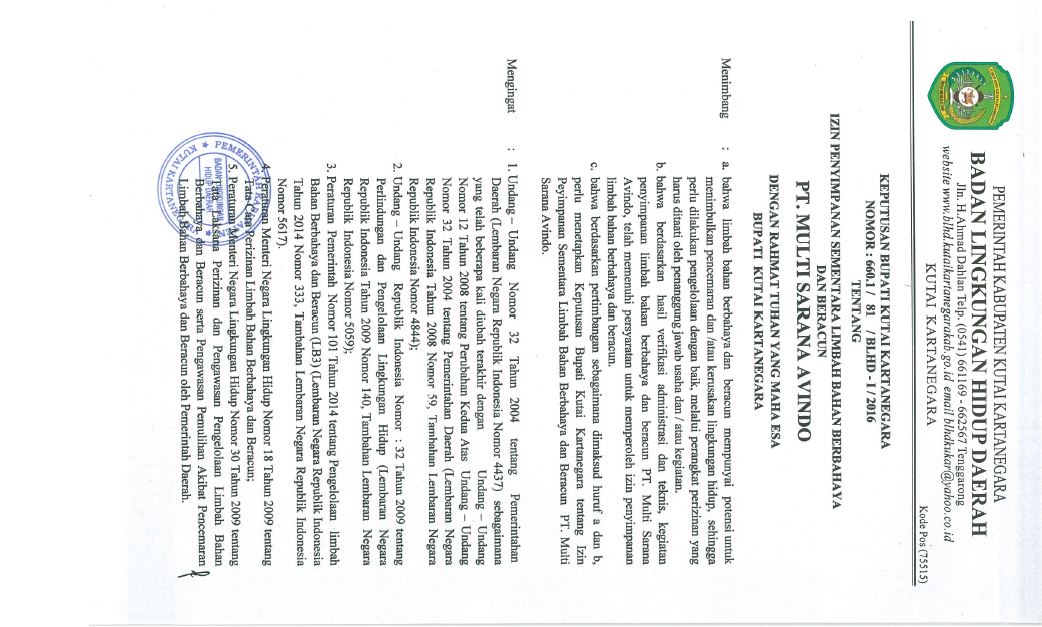 PEMERINTAH KABUPATEN KUTAI KARTANEGARA
BADAN LINGKUNGAN HIDUP DAERAH
Jln. H.Ahmad Dahlan Telp. (0541) 661169 - 662567 Tenggarong
website www.blhd.kutaikartanegarakab.go.id email blhdkukar@yahoo.co.id
KUTAI KARTANEGARA
Kode Pos (75515)
KEPUTUSAN BUPATI KUTAI KARTANEGARA
NOMOR : 660.1 / 81 / BLHD - I / 2016
TENTANG
IZIN PENYIMPANAN SEMENTARA LIMBAH BAHAN BERBAHAYA
DAN BERACUN
PT. MULTI SARANA AVINDO
DENGAN RAHMAT TUHAN YANG MAHA ESA
BUPATI KUTAI KARTANEGARA
Menimbang : a. bahwa limbah bahan berbahaya dan beracun mempunyai potensi untuk
menimbulkan pencemaran dan /atau kerusakan lingkungan hidup, sehingga
perlu dilakukan pengelolaan dengan baik, melalui perangkat perizinan yang
harus ditaati oleh penanggung jawab usaha dan / atau kegiatan.
b. bahwa berdasarkan hasil verifikasi administrasi dan teknis, kegiatan
penyimpanan limbah bahan berbahaya dan beracun PT. Multi Sarana
Avindo, telah memenuhi persyaratan untuk memperoleh izin penyimpanan
limbah bahan berbahaya dan beracun.
c. bahwa berdasarkan pertimbangan sebagaimana dimaksud huruf a dan b,
perlu menetapkan Keputusan Bupati Kutai Kartanegara tentang Izin
Peyimpanan Sementara Limbah Bahan Berbahaya dan Beracun PT. Multi
Sarana Avindo.
Mengingat : 1. Undang – Undang Nomor 32 Tahun 2004 tentang Pemerintahan
Daerah (Lembaran Negara Republik Indonesia Nomor 4437) sebagaimana
yang telah beberapa kali diubah terakhir dengan Undang – Undang
Nomor 12 Tahun 2008 tentang Perubahan Kedua Atas Undang – Undang
Nomor 32 Tahun 2004 tentang Pemerintahan Daerah (Lembaran Negara
Republik Indonesia Tahun 2008 Nomor 59, Tambahan Lembaran Negara
Republik Indonesia Nomor 4844);
2. Undang – Undang Republik Indonesia Nomor : 32 Tahun 2009 tentang
Perlindungan dan Pengelolaan Lingkungan Hidup (Lembaran Negara
Republik Indonesia Tahun 2009 Nomor 140, Tambahan Lembaran Negara
Republik Indonesia Nomor 5059);
3. Peraturan Pemerintah Nomor 101 Tahun 2014 tentang Pengelolaan limbah
Bahan Berbahaya dan Beracun (LB3) (Lembaran Negara Republik Indonesia
Tahun 2014 Nomor 333, Tambahan Lembaran Negara Republik Indonesia
Nomor 5617).
4. Peraturan Menteri Negara Lingkungan Hidup Nomor 18 Tahun 2009 tentang
Tata Cara Perizinan Limbah Bahan Berbahaya dan Beracun;
5. Peraturan Menteri Negara Lingkungan Hidup Nomor 30 Tahun 2009 tentang
Tata Laksana Perizinan dan Pengawasan Pengelolaan Limbah Bahan
Berbahaya dan Beracun serta Pengawasan Pemulihan Akibat Pencemaran
Limbah Bahan Berbahaya dan Beracun oleh Pemerintah Daerah.
PEMERINTAH KABUPATEN
BADAN LINGKUNGAN
HIDUP DAERAH
KUTAI KARTANEGARA